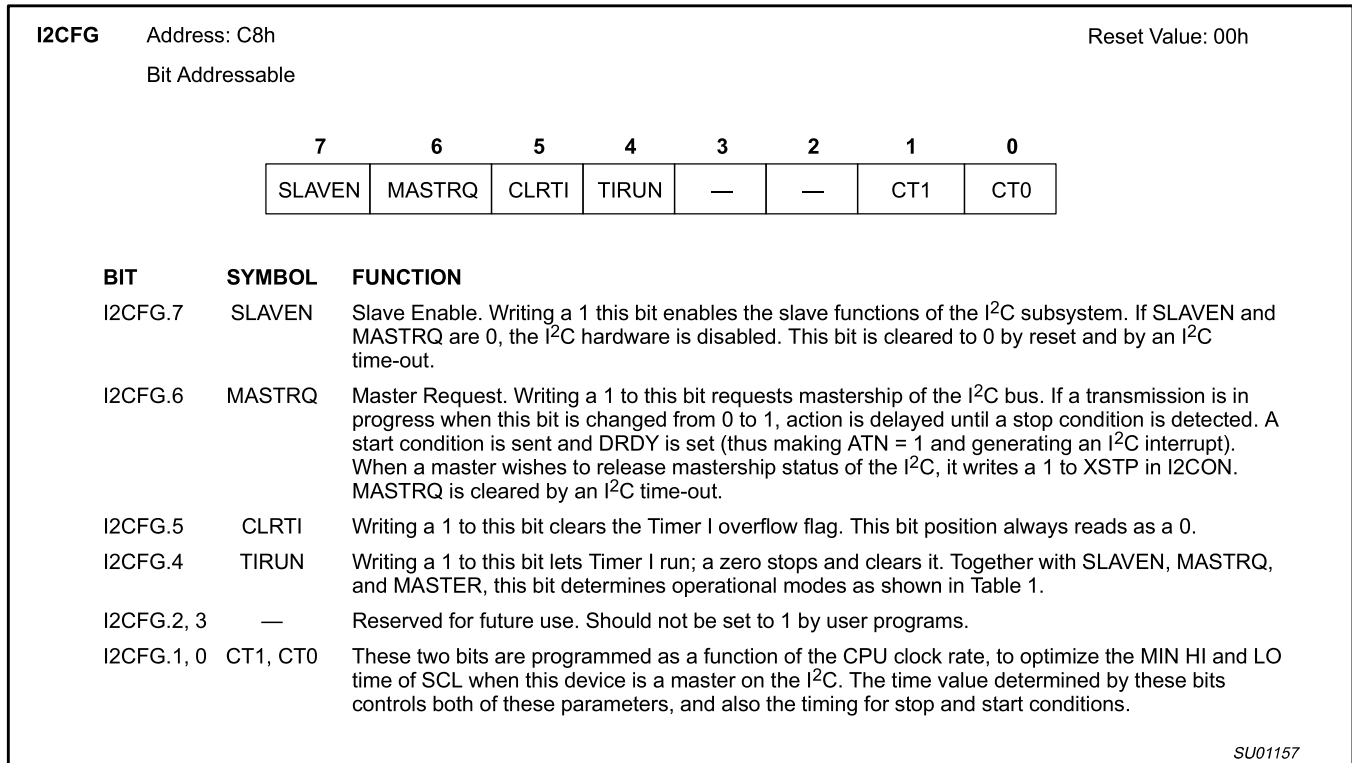 I2CFG Address: C8h Reset Value: 00h
Bit Addressable
7 6 5 4 3 2 1 0
SLAVEN MASTRQ CLRTI TIRUN — — CT1 CT0
BIT SYMBOL FUNCTION
I2CFG.7 SLAVEN Slave Enable. Writing a 1 this bit enables the slave functions of the I2C subsystem. If SLAVEN and
MASTRQ are 0, the I2C hardware is disabled. This bit is cleared to 0 by reset and by an I2C
time-out.
I2CFG.6 MASTRQ Master Request. Writing a 1 to this bit requests mastership of the I2C bus. If a transmission is in
progress when this bit is changed from 0 to 1, action is delayed until a stop condition is detected. A
start condition is sent and DRDY is set (thus making ATN = 1 and generating an I2C interrupt).
When a master wishes to release mastership status of the I2C, it writes a 1 to XSTP in I2CON.
MASTRQ is cleared by an I2C time-out.
I2CFG.5 CLRTI Writing a 1 to this bit clears the Timer I overflow flag. This bit position always reads as a 0.
I2CFG.4 TIRUN Writing a 1 to this bit lets Timer I run; a zero stops and clears it. Together with SLAVEN, MASTRQ,
and MASTER, this bit determines operational modes as shown in Table 1.
I2CFG.2, 3 — Reserved for future use. Should not be set to 1 by user programs.
I2CFG.1, 0 CT1, CT0 These two bits are programmed as a function of the CPU clock rate, to optimize the MIN HI and LO
time of SCL when this device is a master on the I2C. The time value determined by these bits
controls both of these parameters, and also the timing for stop and start conditions.
SU01157